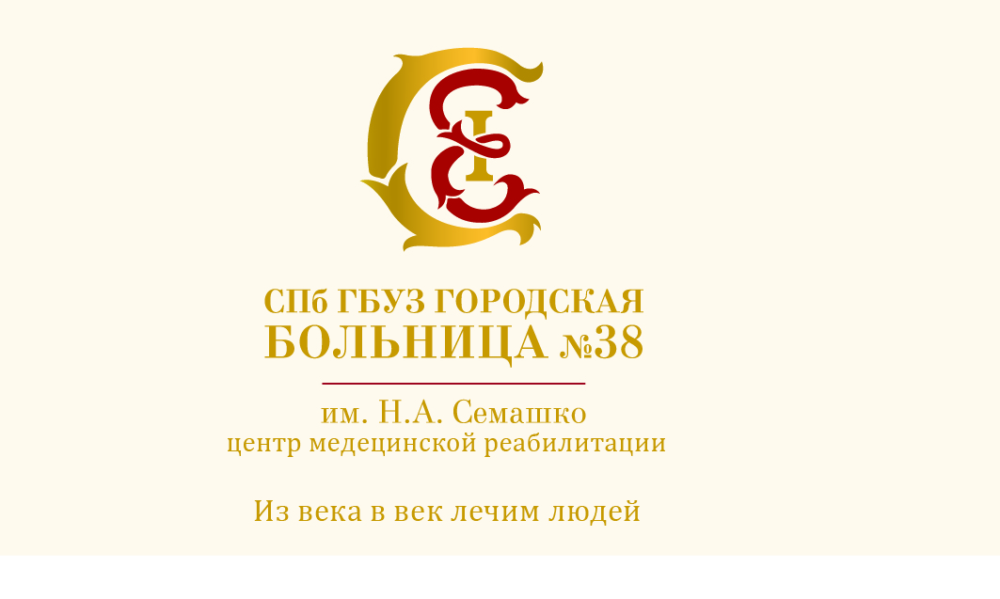 СПб ГБУЗ ГОРОДСКАЯ
БОЛЬНИЦА №38
им. Н.А. Семашко
центр медецинской реабилитации
Из века в век лечим людей